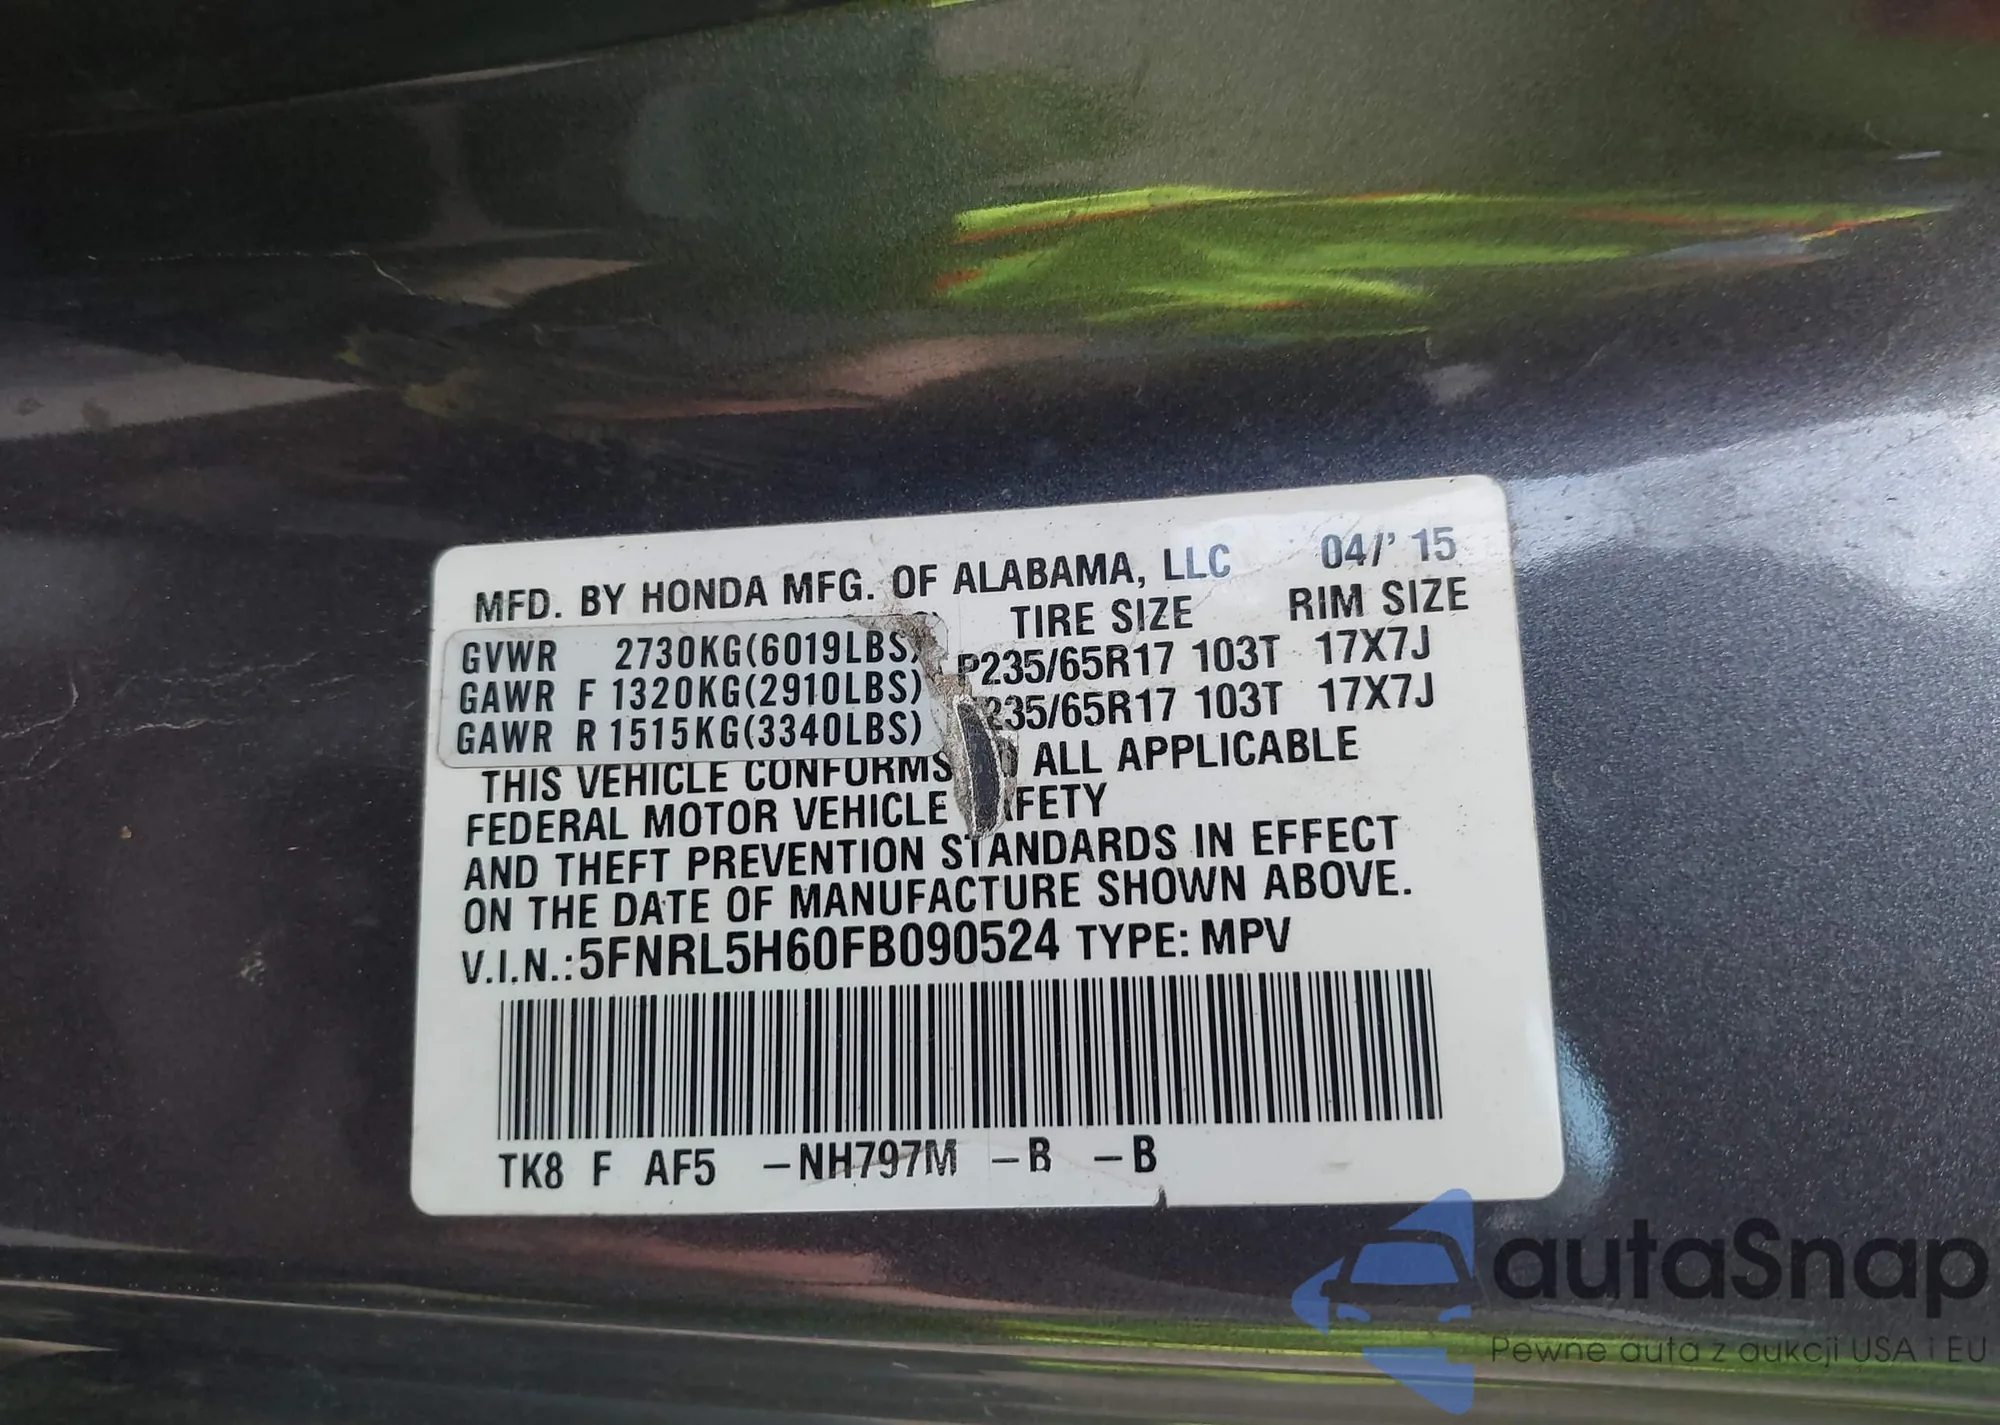 MFD. BY HONDA MFG. OF ALABAMA, LLC 04/'15
TIRE SIZE RIM SIZE
GVWR 2730KG(6019LBS) P235/65R17 103T 17X7J
GAWR F 1320KG(2910LBS) 235/65R17 103T 17X7J
GAWR R 1515KG(3340LBS)
THIS VEHICLE CONFORMS ALL APPLICABLE
FEDERAL MOTOR VEHICLE AFETY
AND THEFT PREVENTION STANDARDS IN EFFECT
ON THE DATE OF MANUFACTURE SHOWN ABOVE.
V.I.N.:5FNRL5H60FB090524 TYPE: MPV
TK8 F AF5 -NH797M -B -B
autaSnap
Pewne auta z aukcji USA i EU